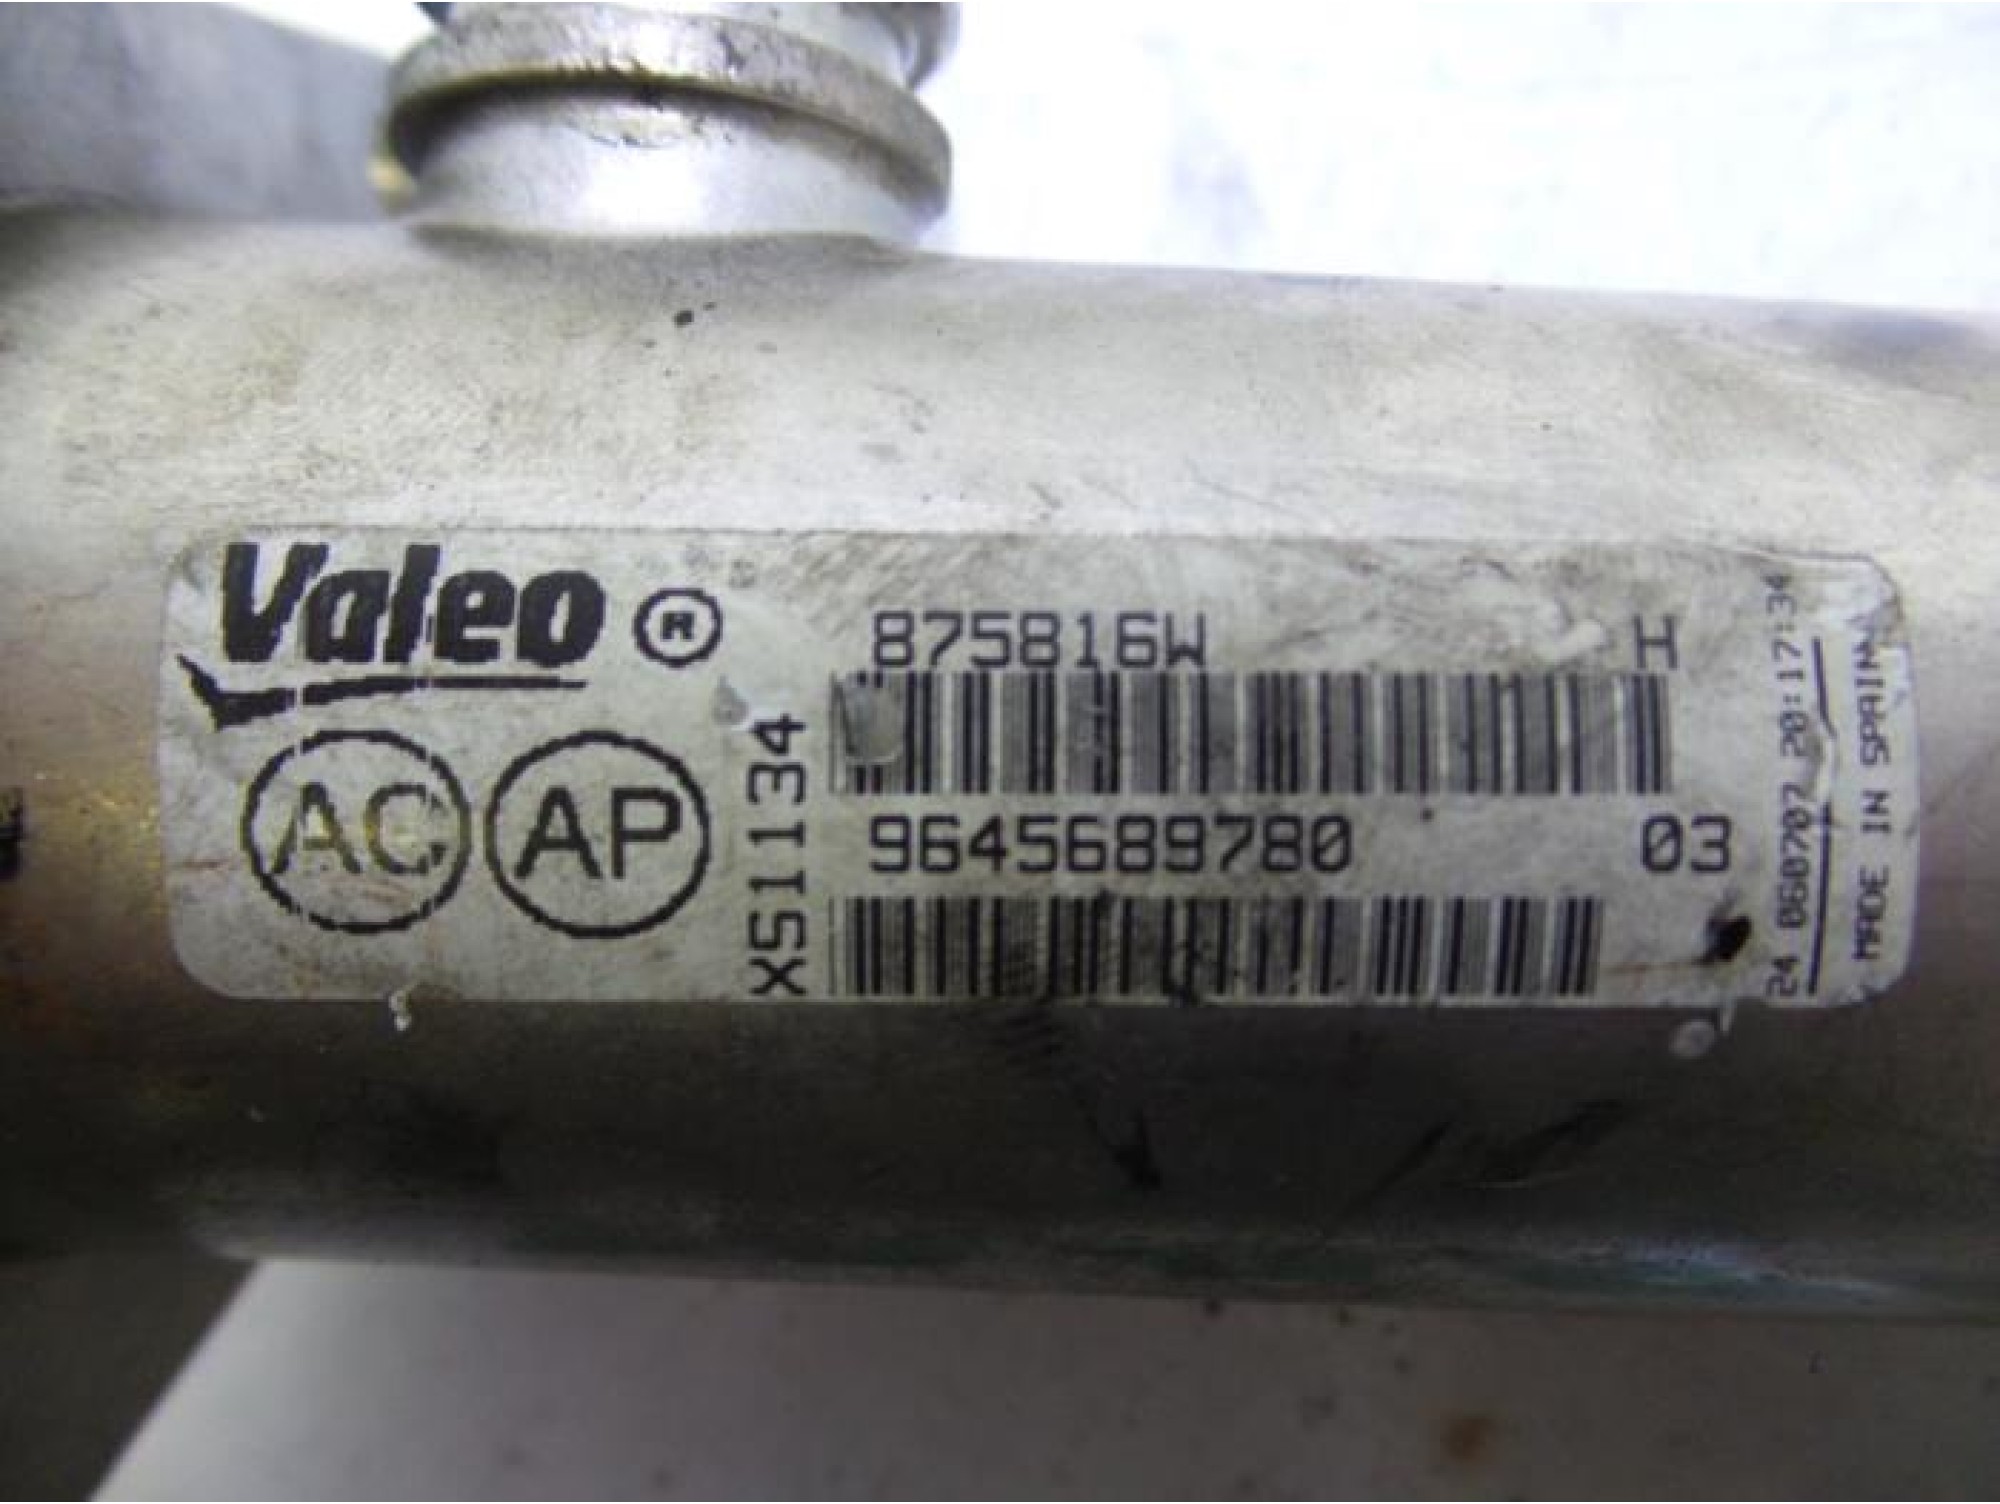 Valeo ®
875816W H
AC AP
XS1134
9645689780 03
24 060707 20:17:34
MADE IN SPAIN